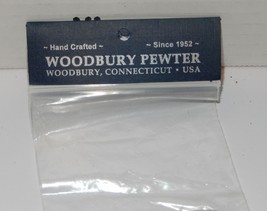 ~ Hand Crafted ~ ~ Since 1952 ~
WOODBURY PEWTER
WOODBURY, CONNECTICUT • USA